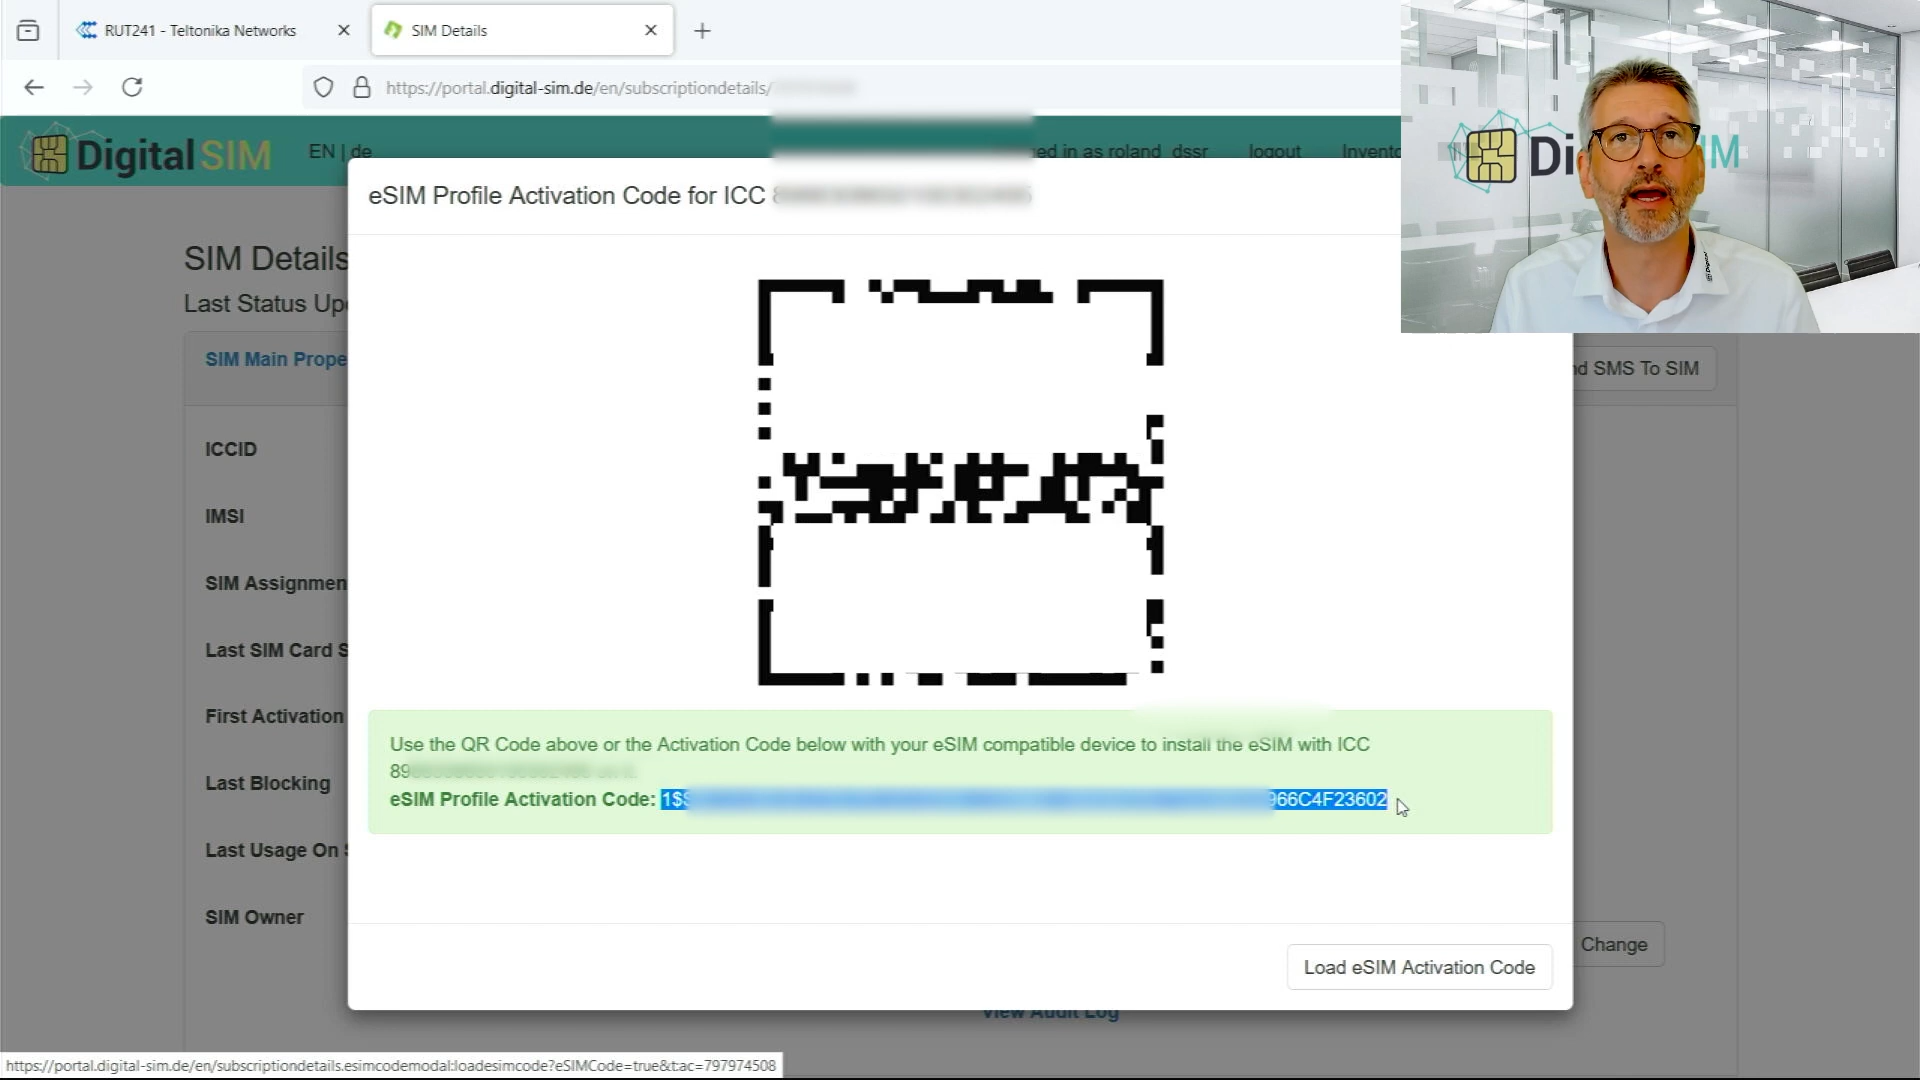 RUT241 - Teltonika Networks
SIM Details
https://portal.digital-sim.de/en/subscriptiondetails/
DigitalSIM
EN | de
ed in as roland_dssr
logout
Invento
Di
IM
eSIM Profile Activation Code for ICC
SIM Details
Last Status Up
SIM Main Prope
nd SMS To SIM
ICCID
IMSI
SIM Assignmen
Last SIM Card S
First Activation
Last Blocking
Last Usage On S
SIM Owner
Use the QR Code above or the Activation Code below with your eSIM compatible device to install the eSIM with ICC
89
eSIM Profile Activation Code: 1$S 966C4F23602
Change
Load eSIM Activation Code
View Audit Log
https://portal.digital-sim.de/en/subscriptiondetails.esimcodemodal:loadesimcode?eSIMCode=true&t:ac=797974508